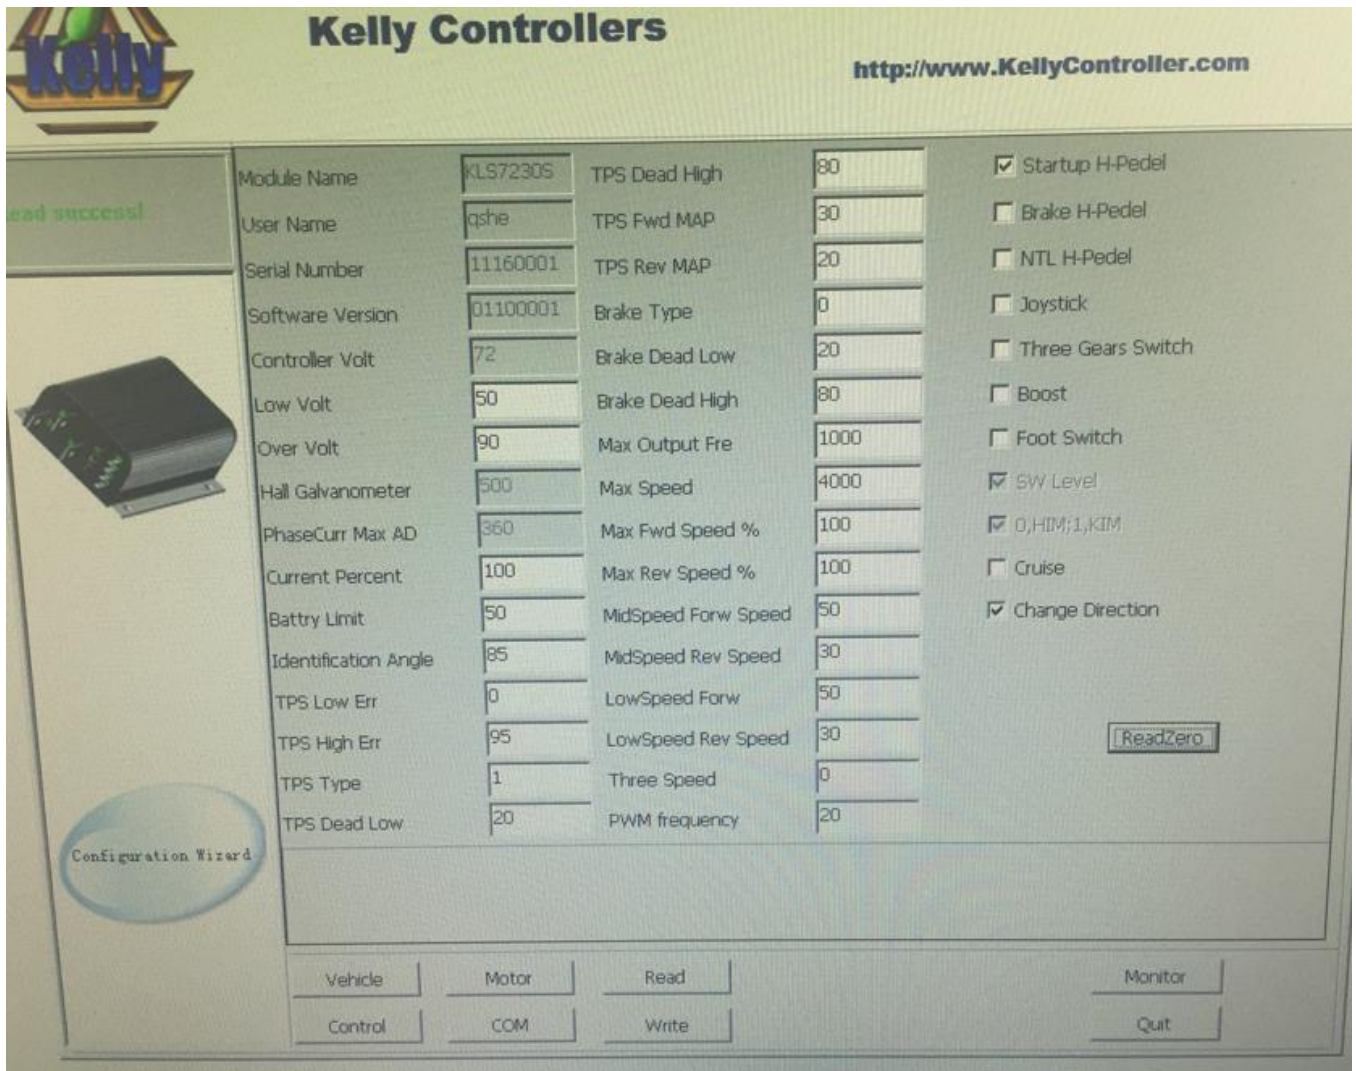 Kelly
Kelly Controllers
http://www.KellyController.com
ead success!
Module Name KLS7230S TPS Dead High 80 Startup H-Pedel
User Name qshe TPS Fwd MAP 30 Brake H-Pedel
Serial Number 11160001 TPS Rev MAP 20 NTL H-Pedel
Software Version 01100001 Brake Type 0 Joystick
Controller Volt 72 Brake Dead Low 20 Three Gears Switch
Low Volt 50 Brake Dead High 80 Boost
Over Volt 90 Max Output Fre 1000 Foot Switch
Hall Galvanometer 500 Max Speed 4000 SW Level
PhaseCurr Max AD 360 Max Fwd Speed % 100 0,HIM;1,KIM
Current Percent 100 Max Rev Speed % 100 Cruise
Battry Limit 50 MidSpeed Forw Speed 50 Change Direction
Identification Angle 85 MidSpeed Rev Speed 30
TPS Low Err 0 LowSpeed Forw 50
TPS High Err 95 LowSpeed Rev Speed 30 ReadZero
TPS Type 1 Three Speed 0
TPS Dead Low 20 PWM frequency 20
Configuration Wizard
Vehicle Motor Read Monitor
Control COM Write Quit